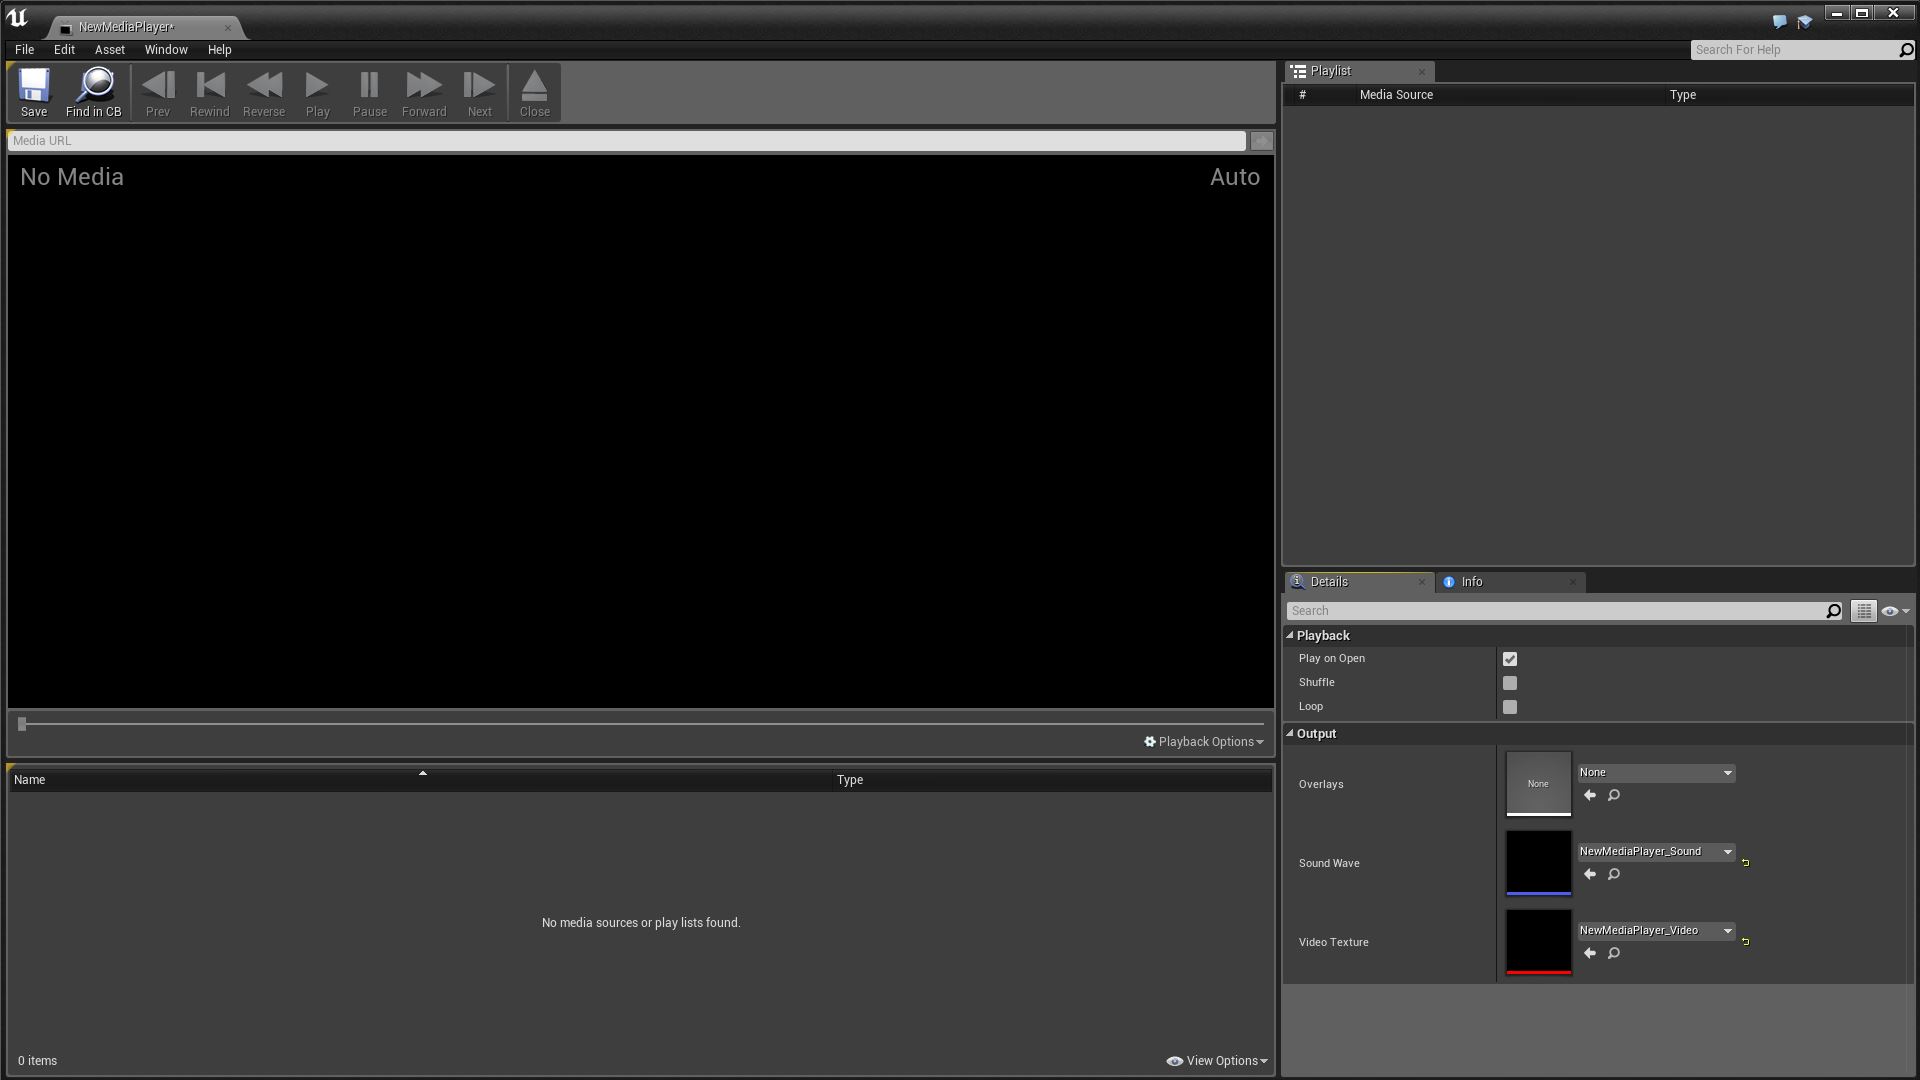 NewMediaPlayer*
File Edit Asset Window Help
Search For Help
Save Find in CB Prev Rewind Reverse Play Pause Forward Next Close
Media URL
No Media Auto
Playback Options
Name Type
No media sources or play lists found.
0 items View Options
Playlist
# Media Source Type
Details Info
Search
Playback
Play on Open
Shuffle
Loop
Output
Overlays None None
Sound Wave NewMediaPlayer_Sound
Video Texture NewMediaPlayer_Video